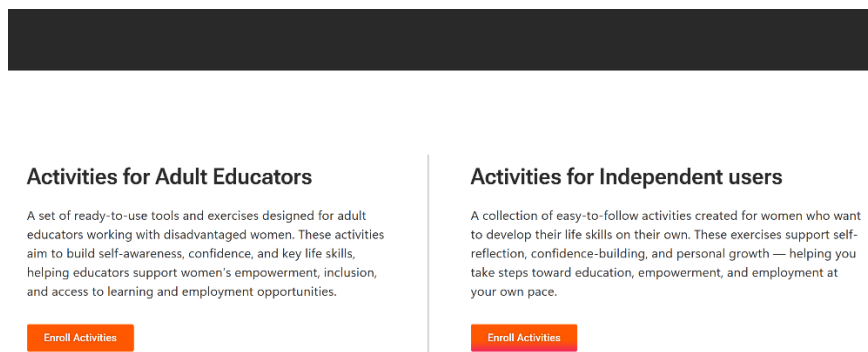 Activities for Adult Educators
A set of ready-to-use tools and exercises designed for adult
educators working with disadvantaged women. These activities
aim to build self-awareness, confidence, and key life skills,
helping educators support women's empowerment, inclusion,
and access to learning and employment opportunities.
Enroll Activities
Activities for Independent users
A collection of easy-to-follow activities created for women who want
to develop their life skills on their own. These exercises support self-
reflection, confidence-building, and personal growth — helping you
take steps toward education, empowerment, and employment at
your own pace.
Enroll Activities